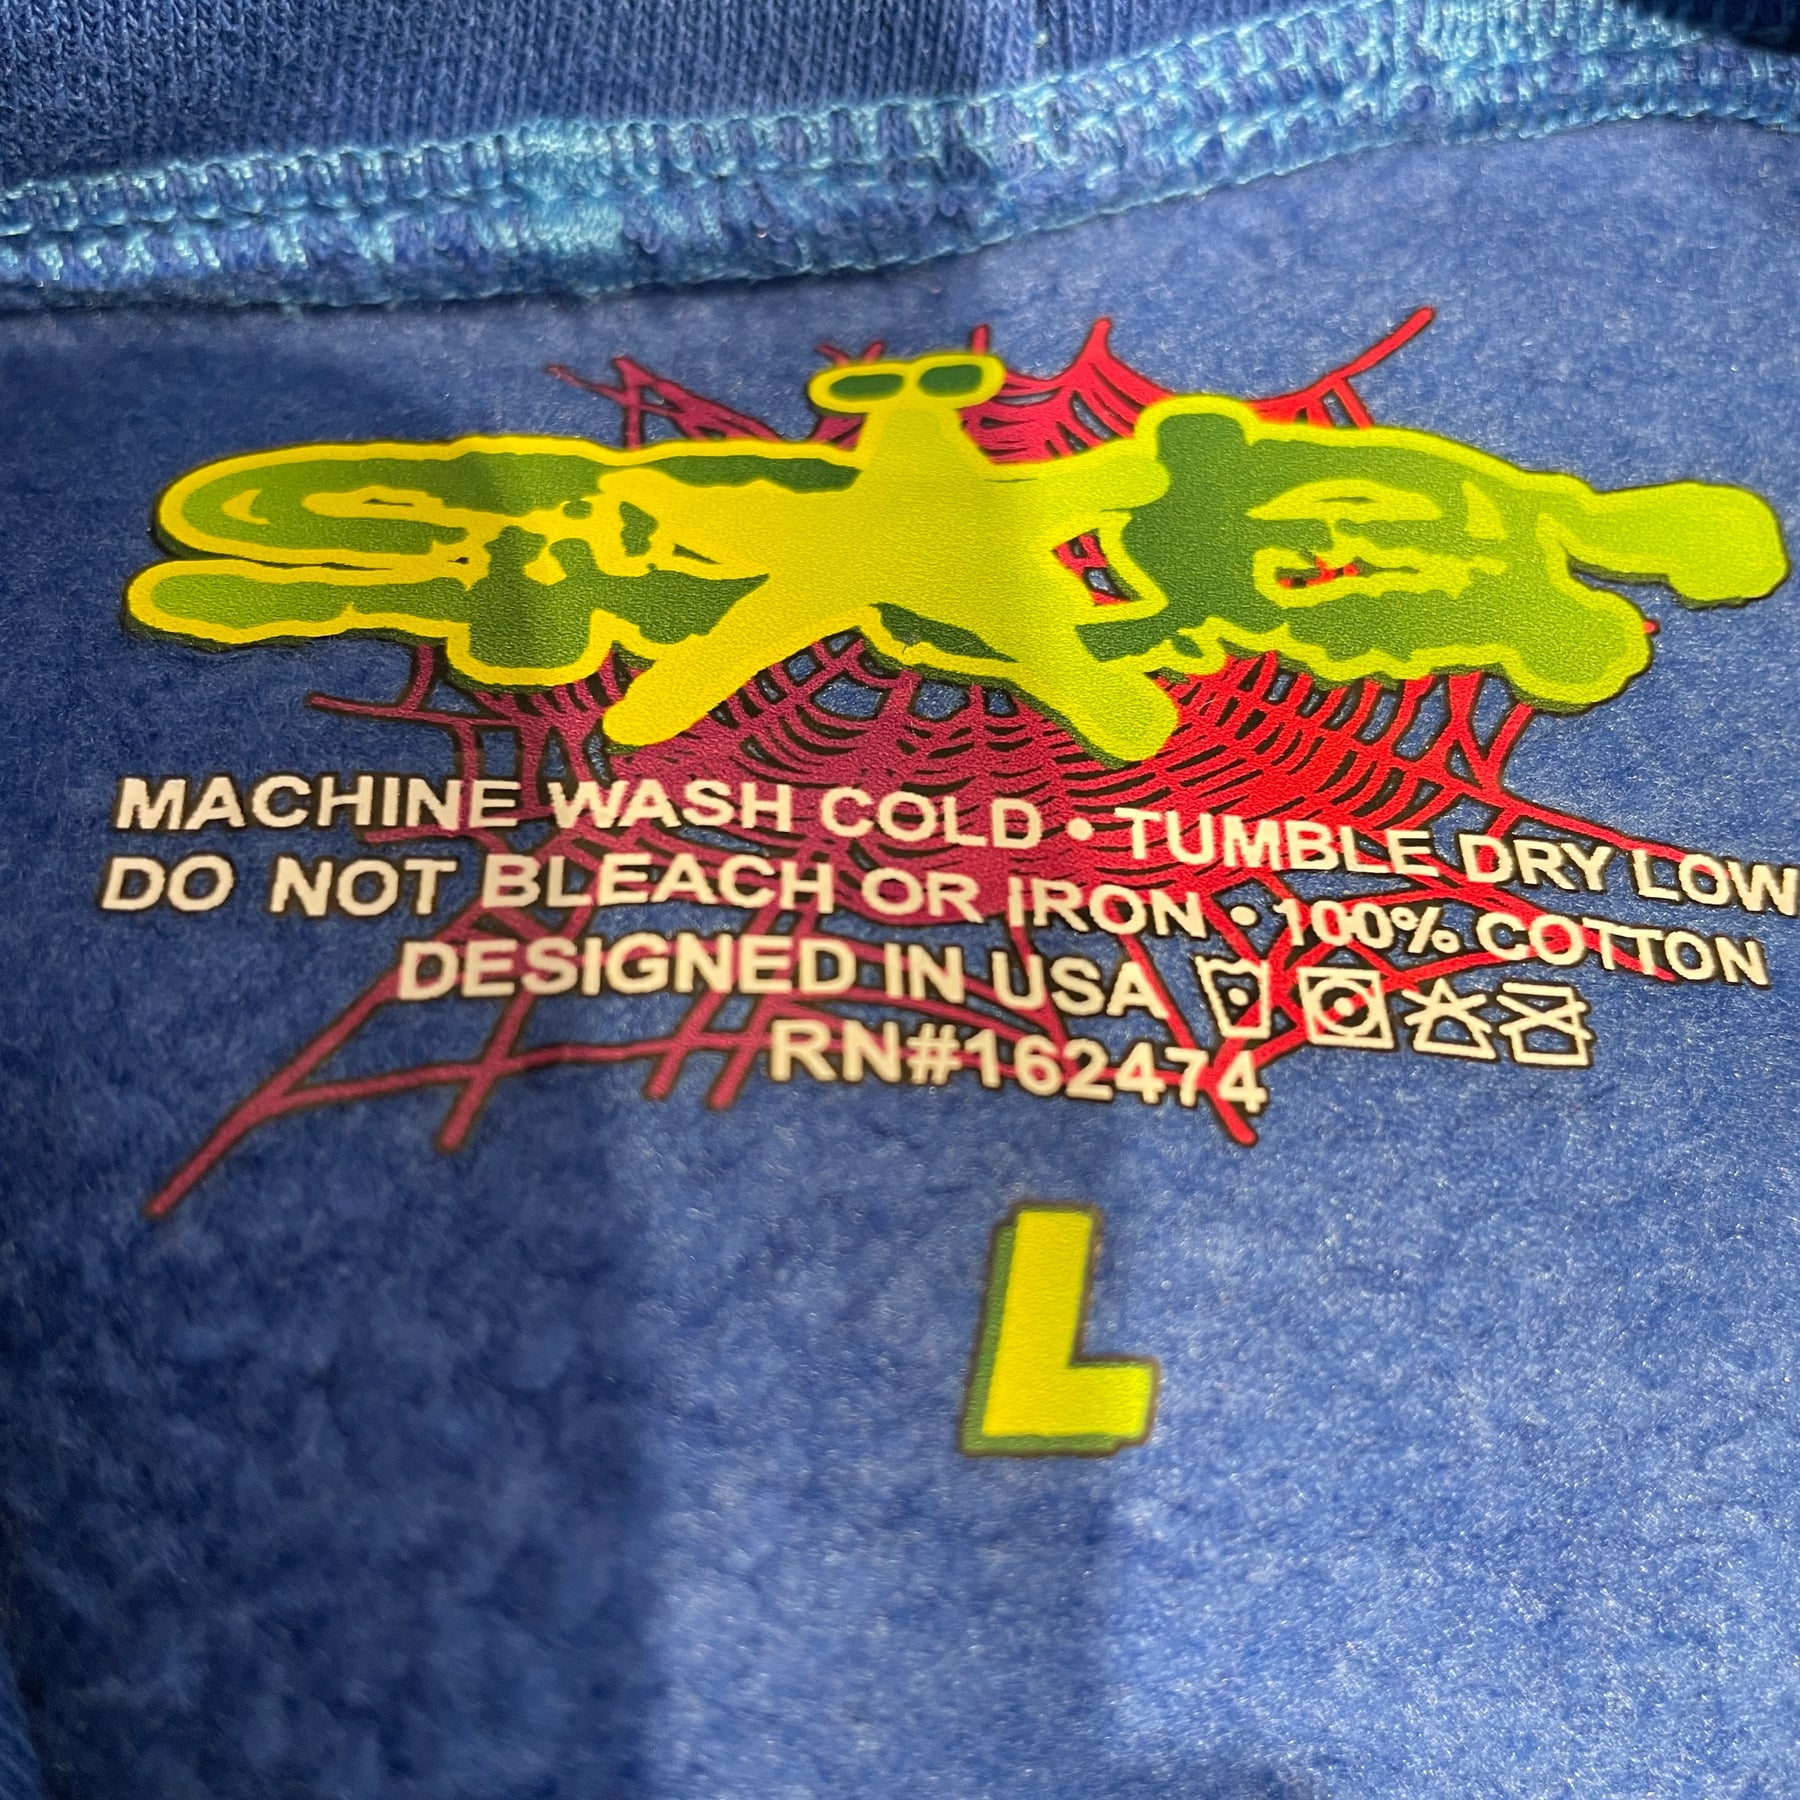 MACHINE WASH COLD • TUMBLE DRY LOW
DO NOT BLEACH OR IRON • 100% COTTON
DESIGNED IN USA
RN#162474
L